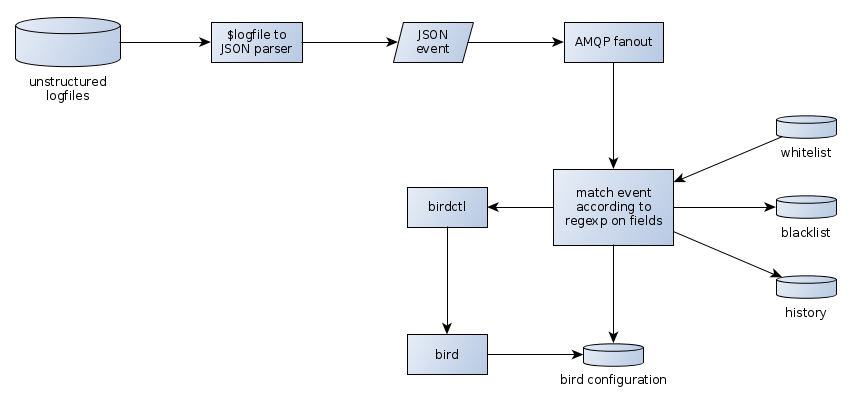 unstructured
logfiles
$logfile to
JSON parser
JSON
event
AMQP fanout
whitelist
match event
according to
regexp on fields
birdctl
blacklist
history
bird
bird configuration